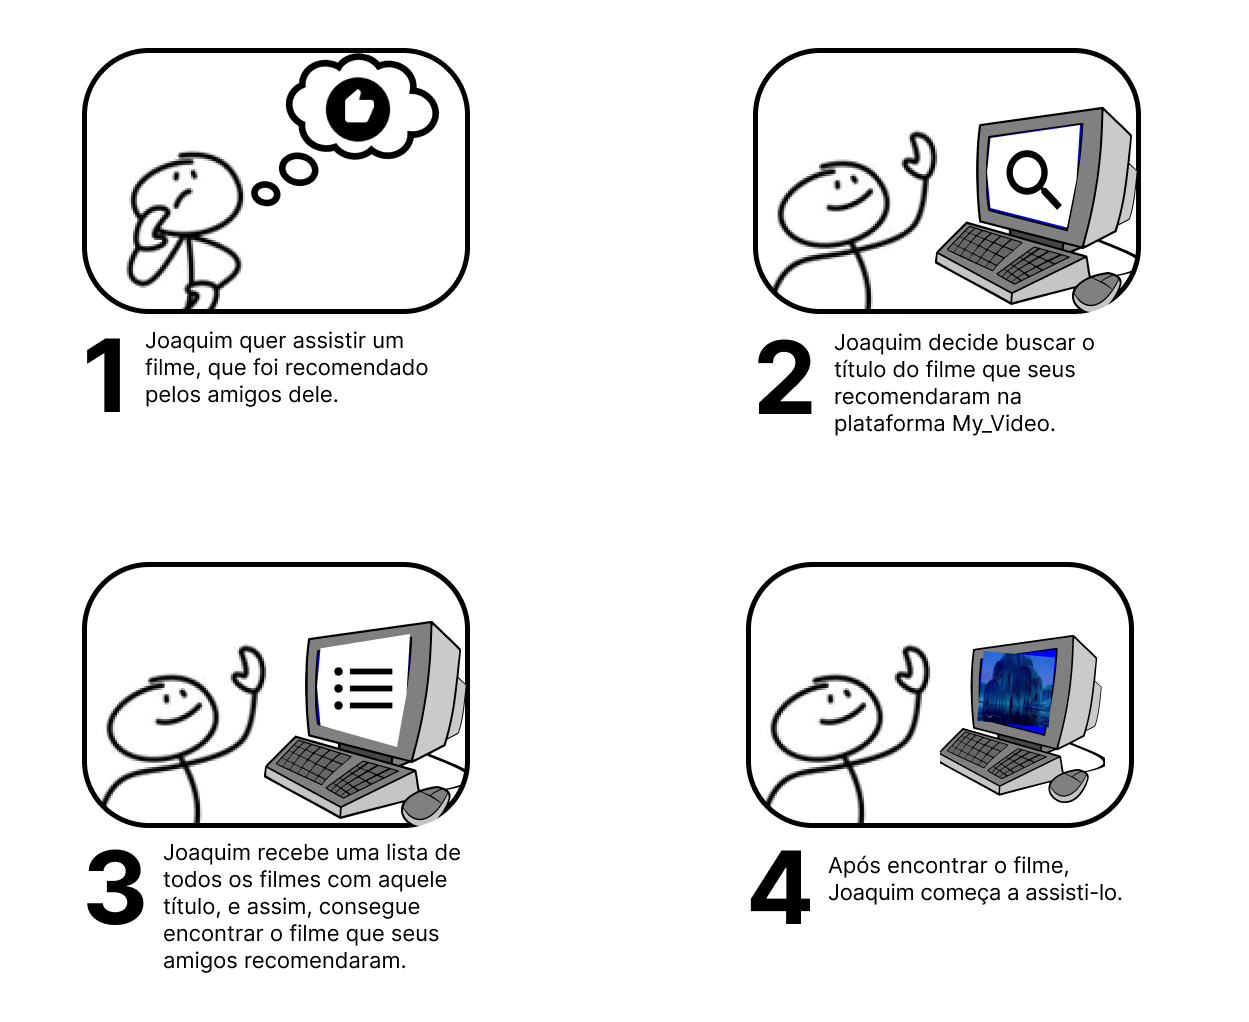 1
Joaquim quer assistir um
filme, que foi recomendado
pelos amigos dele.
2
Joaquim decide buscar o
título do filme que seus
recomendaram na
plataforma My_Video.
3
Joaquim recebe uma lista de
todos os filmes com aquele
título, e assim, consegue
encontrar o filme que seus
amigos recomendaram.
4
Após encontrar o filme,
Joaquim começa a assisti-lo.